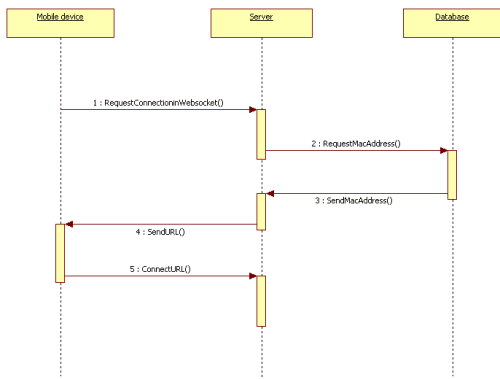 Mobile device
Server
Database
1 : RequestConnectioninWebsocket()
2 : RequestMacAddress()
3 : SendMacAddress()
4 : SendURL()
5 : ConnectURL()